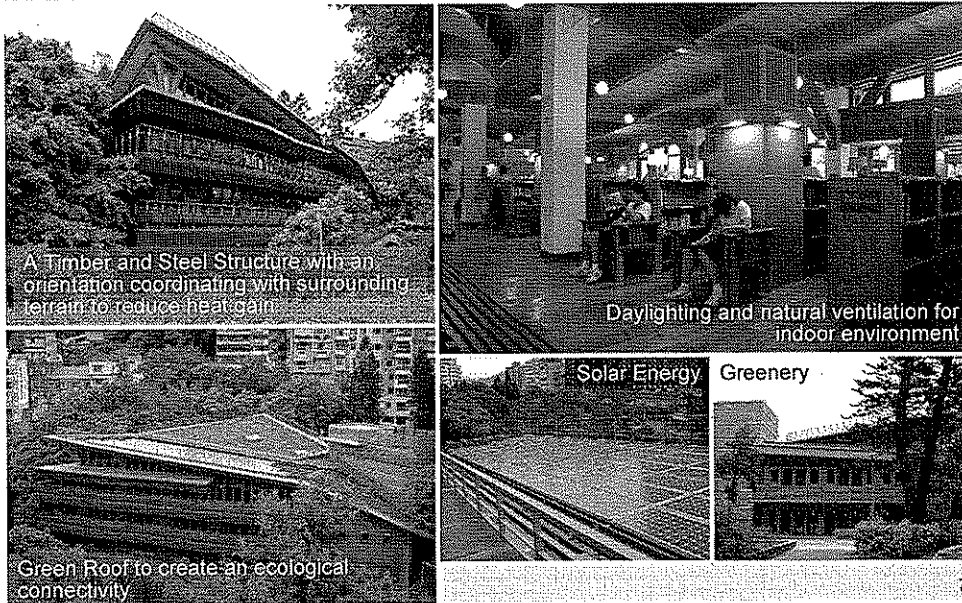 A Timber and Steel Structure with an
orientation coordinating with surrounding
terrain to reduce heat gain
Daylighting and natural ventilation for
indoor environment
Green Roof to create an ecological
connectivity
Solar Energy
Greenery